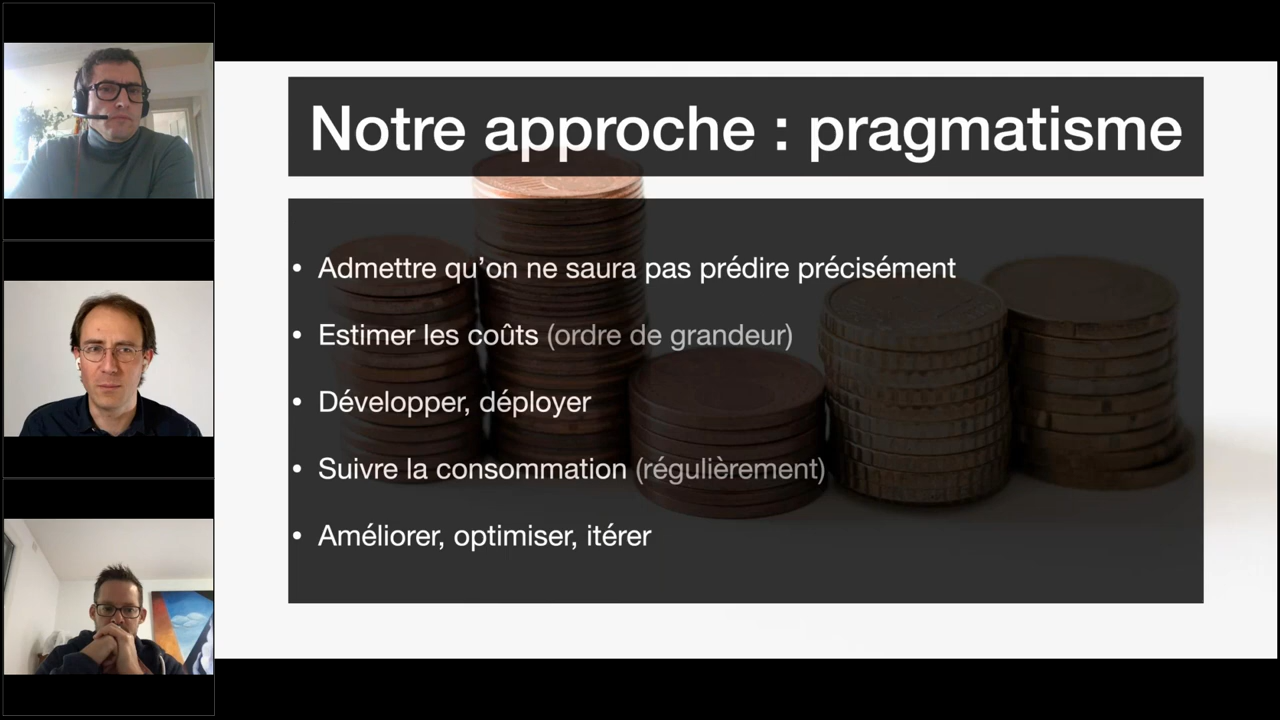 Notre approche : pragmatisme
• Admettre qu’on ne saura pas prédire précisément
• Estimer les coûts (ordre de grandeur)
• Développer, déployer
• Suivre la consommation (régulièrement)
• Améliorer, optimiser, itérer